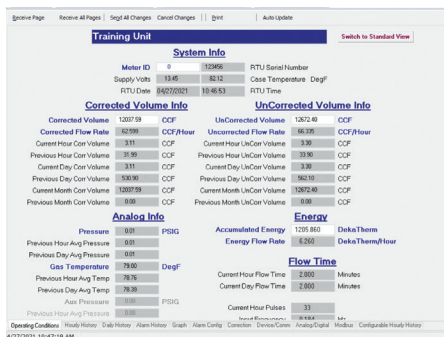 Receive Page Receive All Pages Send All Changes Cancel Changes Print Auto Update
Training Unit
Switch to Standard View
System Info
Meter ID 0 123456 RTU Serial Number
Supply Volts 13.45 82.12 Case Temperature DegF
RTU Date 04/27/2021 10:46:53 RTU Time
Corrected Volume Info UnCorrected Volume Info
Corrected Volume 12037.59 CCF UnCorrected Volume 12672.40 CCF
Corrected Flow Rate 62.599 CCF/Hour Uncorrected Flow Rate 66.335 CCF/Hour
Current Hour Corr Volume 3.11 CCF Current Hour UnCorr Volume 3.30 CCF
Previous Hour Corr Volume 31.99 CCF Previous Hour UnCorr Volume 33.90 CCF
Current Day Corr Volume 3.11 CCF Current Day UnCorr Volume 3.30 CCF
Previous Day Corr Volume 530.90 CCF Previous Day UnCorr Volume 562.10 CCF
Current Month Corr Volume 12037.59 CCF Current Month UnCorr Volume 12672.40 CCF
Previous Month Corr Volume 0.00 CCF Previous Month UnCorr Volume 0.00 CCF
Analog Info
Pressure 0.01 PSIG
Previous Hour Avg Pressure 0.01
Previous Day Avg Pressure 0.01
Gas Temperature 79.00 DegF
Previous Hour Avg Temp 78.76
Previous Day Avg Temp 78.39
Aux Pressure 0.00 PSIG
Previous Hour Avg Pressure 0.00
Energy
Accumulated Energy 1205.860 DekaTherm
Energy Flow Rate 6.260 DekaTherm/Hour
Flow Time
Current Hour Flow Time 2.000 Minutes
Current Day Flow Time 2.000 Minutes
Current Hour Pulses 33
Input Frequency 0.184 Hz
Operating Conditions Hourly History Daily History Alarm History Graph Alarm Config Correction Device/Comm Analog/Digital Modbus Configurable Hourly History
4/27/2021 10:47:19 AM